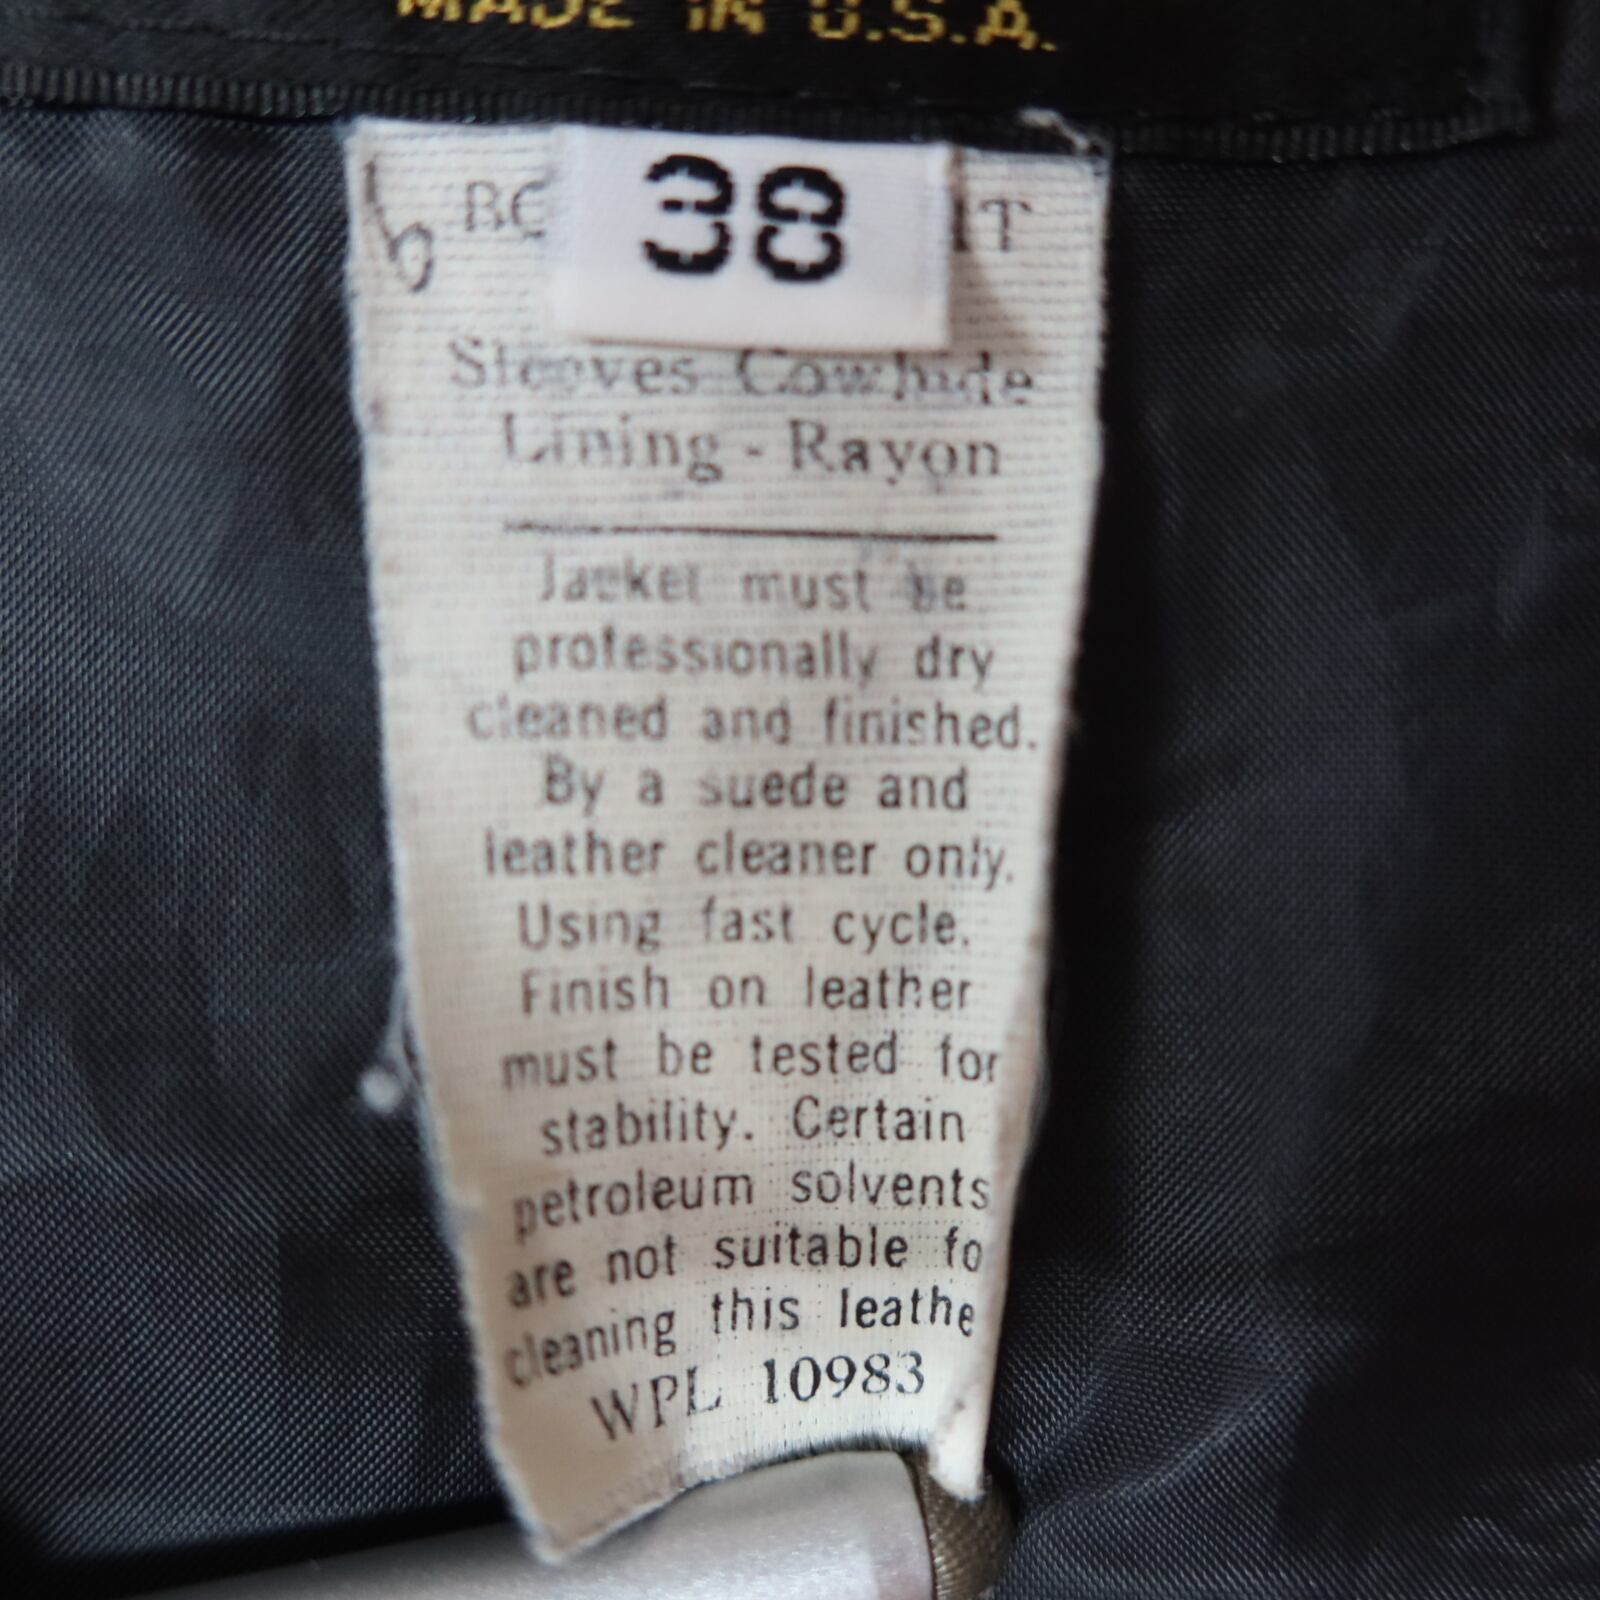 MADE IN U.S.A.
38
Sleeves Cowhide
Lining - Rayon
Jacket must be
professionally dry
cleaned and finished.
By a suede and
leather cleaner only.
Using fast cycle.
Finish on leather
must be tested for
stability. Certain
petroleum solvents
are not suitable fo
cleaning this leathe
WPL 10983